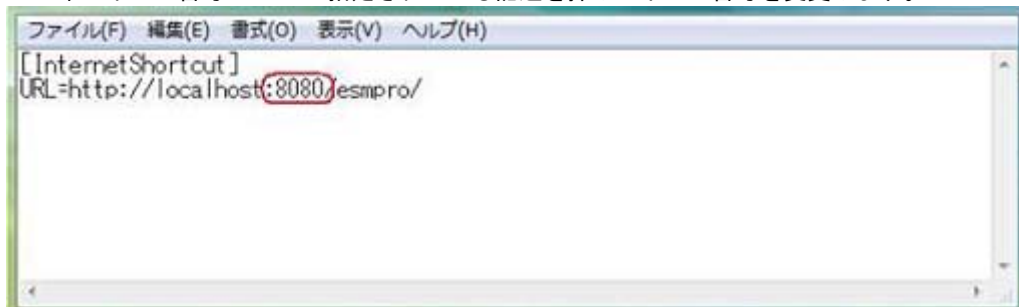 ファイル(F) 編集(E) 書式(O) 表示(V) ヘルプ(H)
[InternetShortcut]
URL=http://localhost:8080/esmpro/